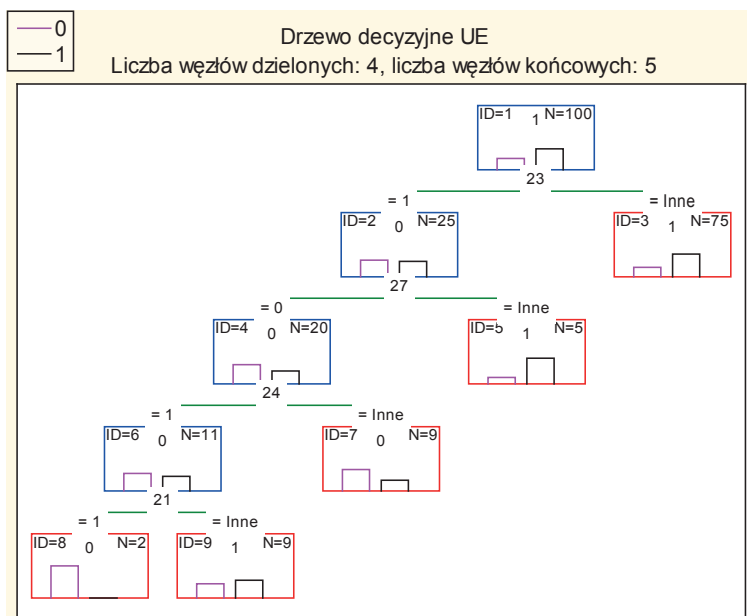 0
1
Drzewo decyzyjne UE
Liczba węzłów dzielonych: 4, liczba węzłów końcowych: 5
ID=1 1 N=100
23
= 1 = Inne
ID=2 0 N=25 ID=3 1 N=75
27
= 0 = Inne
ID=4 0 N=20 ID=5 1 N=5
24
= 1 = Inne
ID=6 0 N=11 ID=7 0 N=9
21
= 1 = Inne
ID=8 0 N=2 ID=9 1 N=9